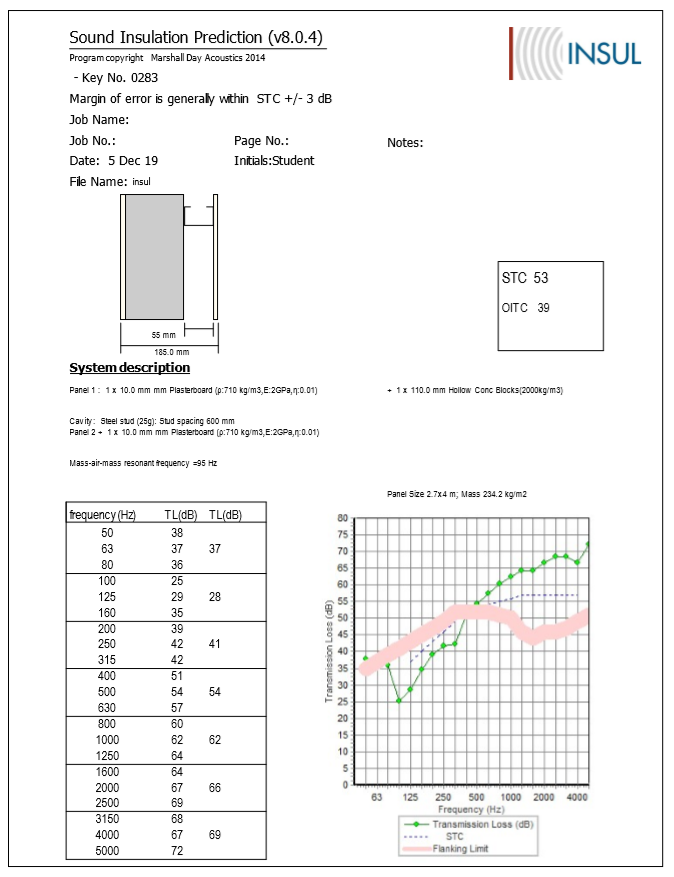 Sound Insulation Prediction (v8.0.4)
INSUL
Program copyright Marshall Day Acoustics 2014
- Key No. 0283
Margin of error is generally within STC +/- 3 dB
Job Name:
Job No.: Page No.: Notes:
Date: 5 Dec 19 Initials:Student
File Name: insul
STC 53
OITC 39
55 mm
185.0 mm
System description
Panel 1 : 1 x 10.0 mm mm Plasterboard (ρ:710 kg/m3,E:2GPa,η:0.01) + 1 x 110.0 mm Hollow Conc Blocks(2000kg/m3)
Cavity: Steel stud (25g): Stud spacing 600 mm
Panel 2 + 1 x 10.0 mm mm Plasterboard (ρ:710 kg/m3,E:2GPa,η:0.01)
Mass-air-mass resonant frequency =95 Hz
Panel Size 2.7x4 m; Mass 234.2 kg/m2
frequency (Hz) TL(dB) TL(dB)
50 38
63 37 37
80 36
100 25
125 29 28
160 35
200 39
250 42 41
315 42
400 51
500 54 54
630 57
800 60
1000 62 62
1250 64
1600 64
2000 67 66
2500 69
3150 68
4000 67 69
5000 72
Transmission Loss (dB)
80
75
70
65
60
55
50
45
40
35
30
25
20
15
10
5
0
63 125 250 500 1000 2000 4000
Frequency (Hz)
Transmission Loss (dB)
STC
Flanking Limit